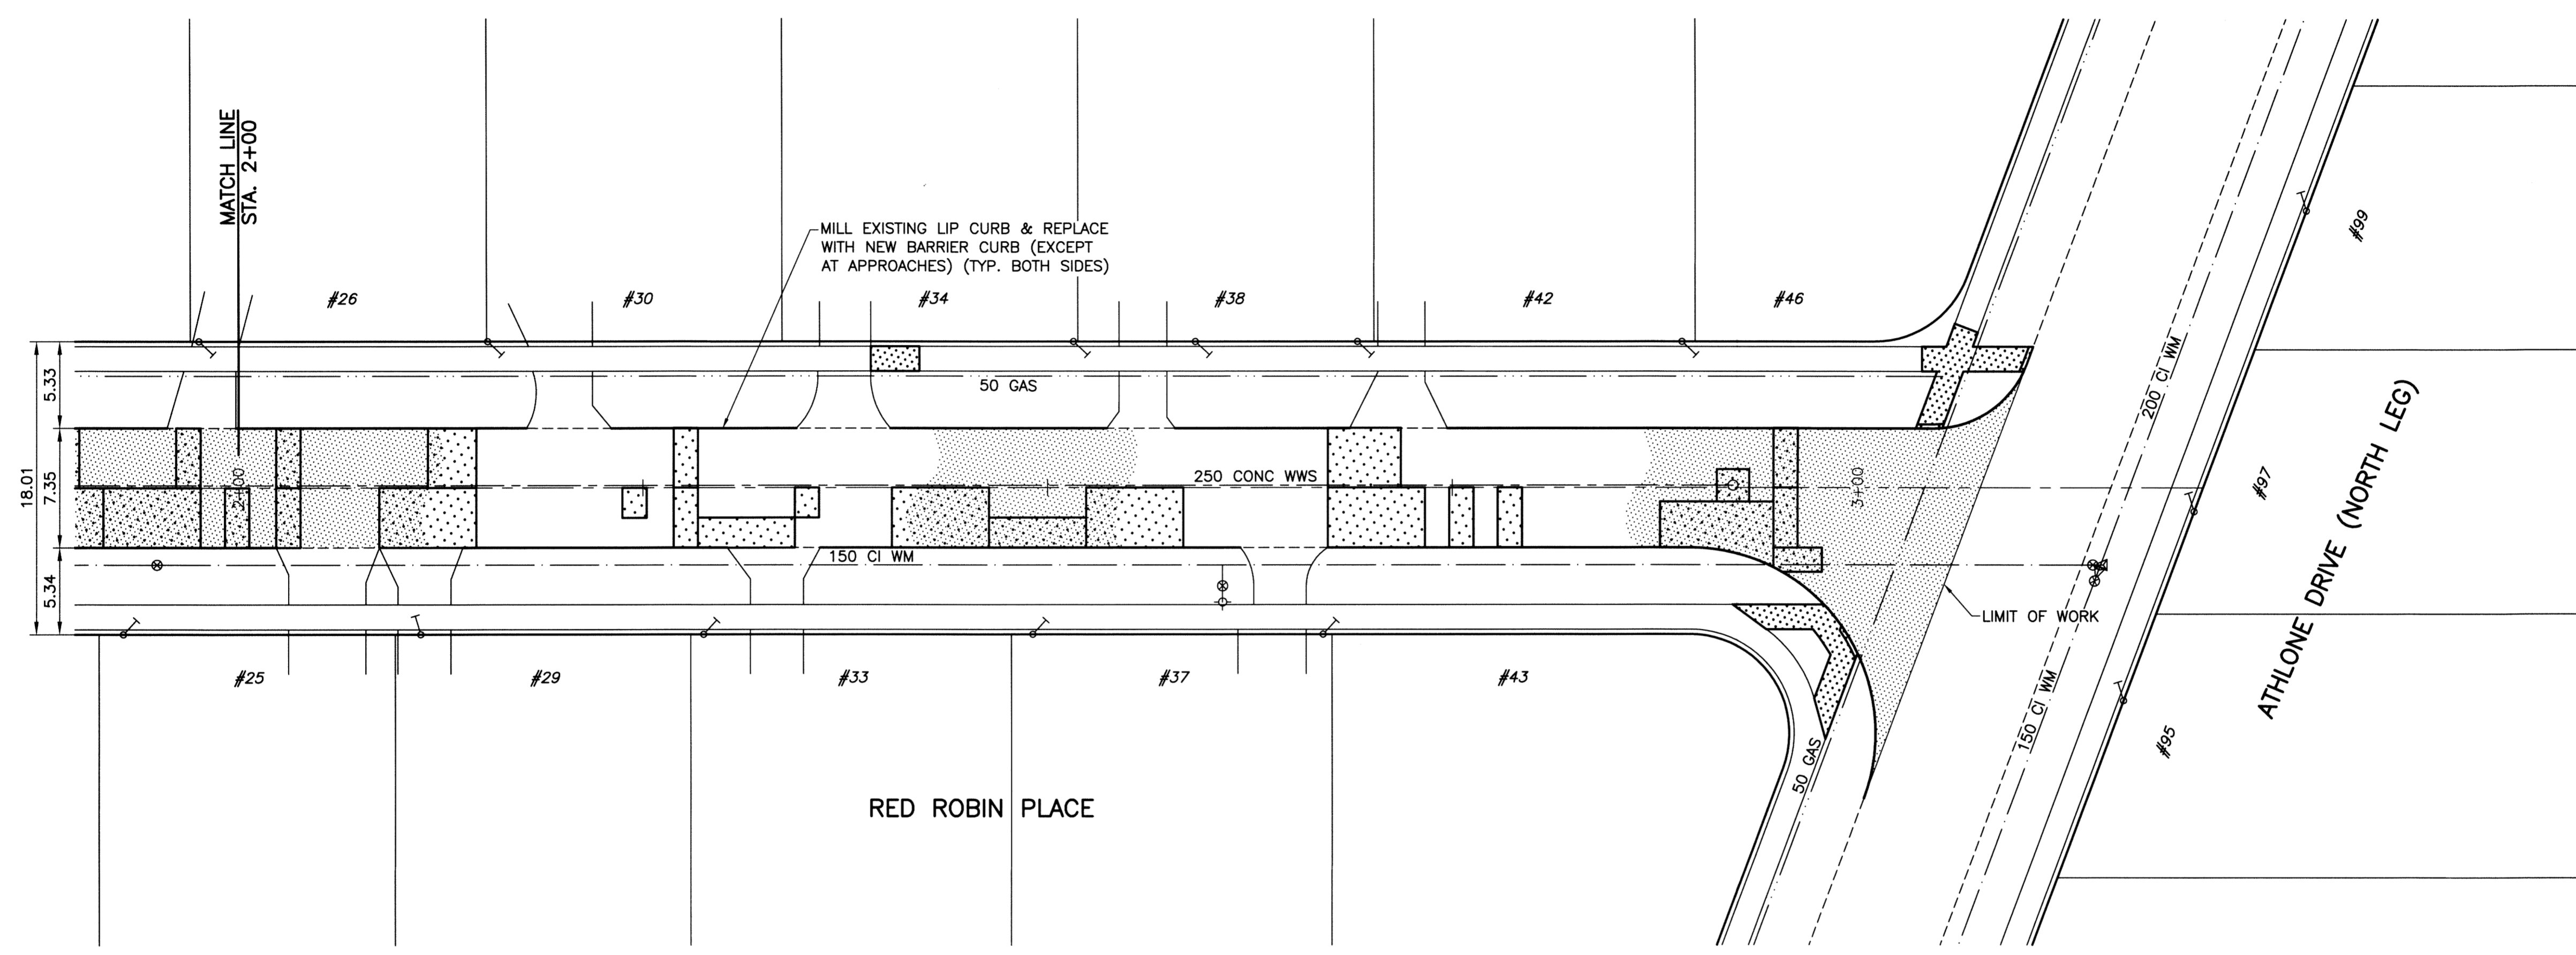 MATCH LINE
STA. 2+00
MILL EXISTING LIP CURB & REPLACE
WITH NEW BARRIER CURB (EXCEPT
AT APPROACHES) (TYP. BOTH SIDES)
#26
#30
#34
#38
#42
#46
#99
5.33
50 GAS
200 CI WM
18.01
7.35
2+00
250 CONC WWS
3+00
#97
5.34
150 CI WM
LIMIT OF WORK
ATHLONE DRIVE (NORTH LEG)
#25
#29
#33
#37
#43
150 CI WM
50 GAS
#95
RED ROBIN PLACE